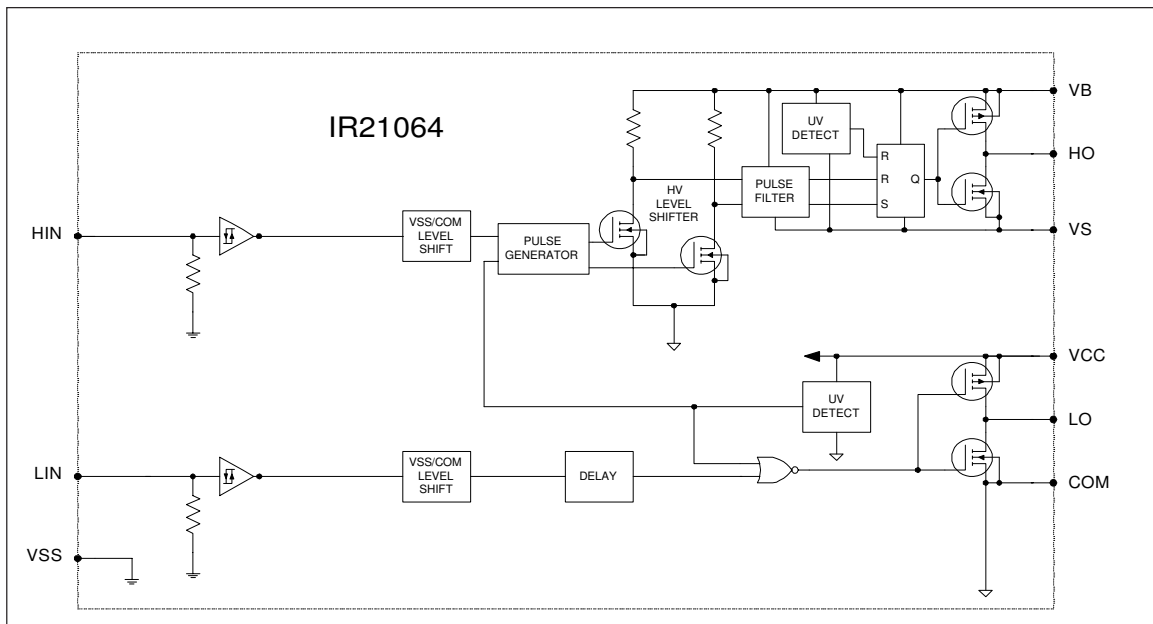 IR21064
VB
UV
DETECT
R
R
S
Q
HO
PULSE
FILTER
HV
LEVEL
SHIFTER
HIN
VSS/COM
LEVEL
SHIFT
PULSE
GENERATOR
VS
VCC
UV
DETECT
LO
LIN
VSS/COM
LEVEL
SHIFT
DELAY
COM
VSS